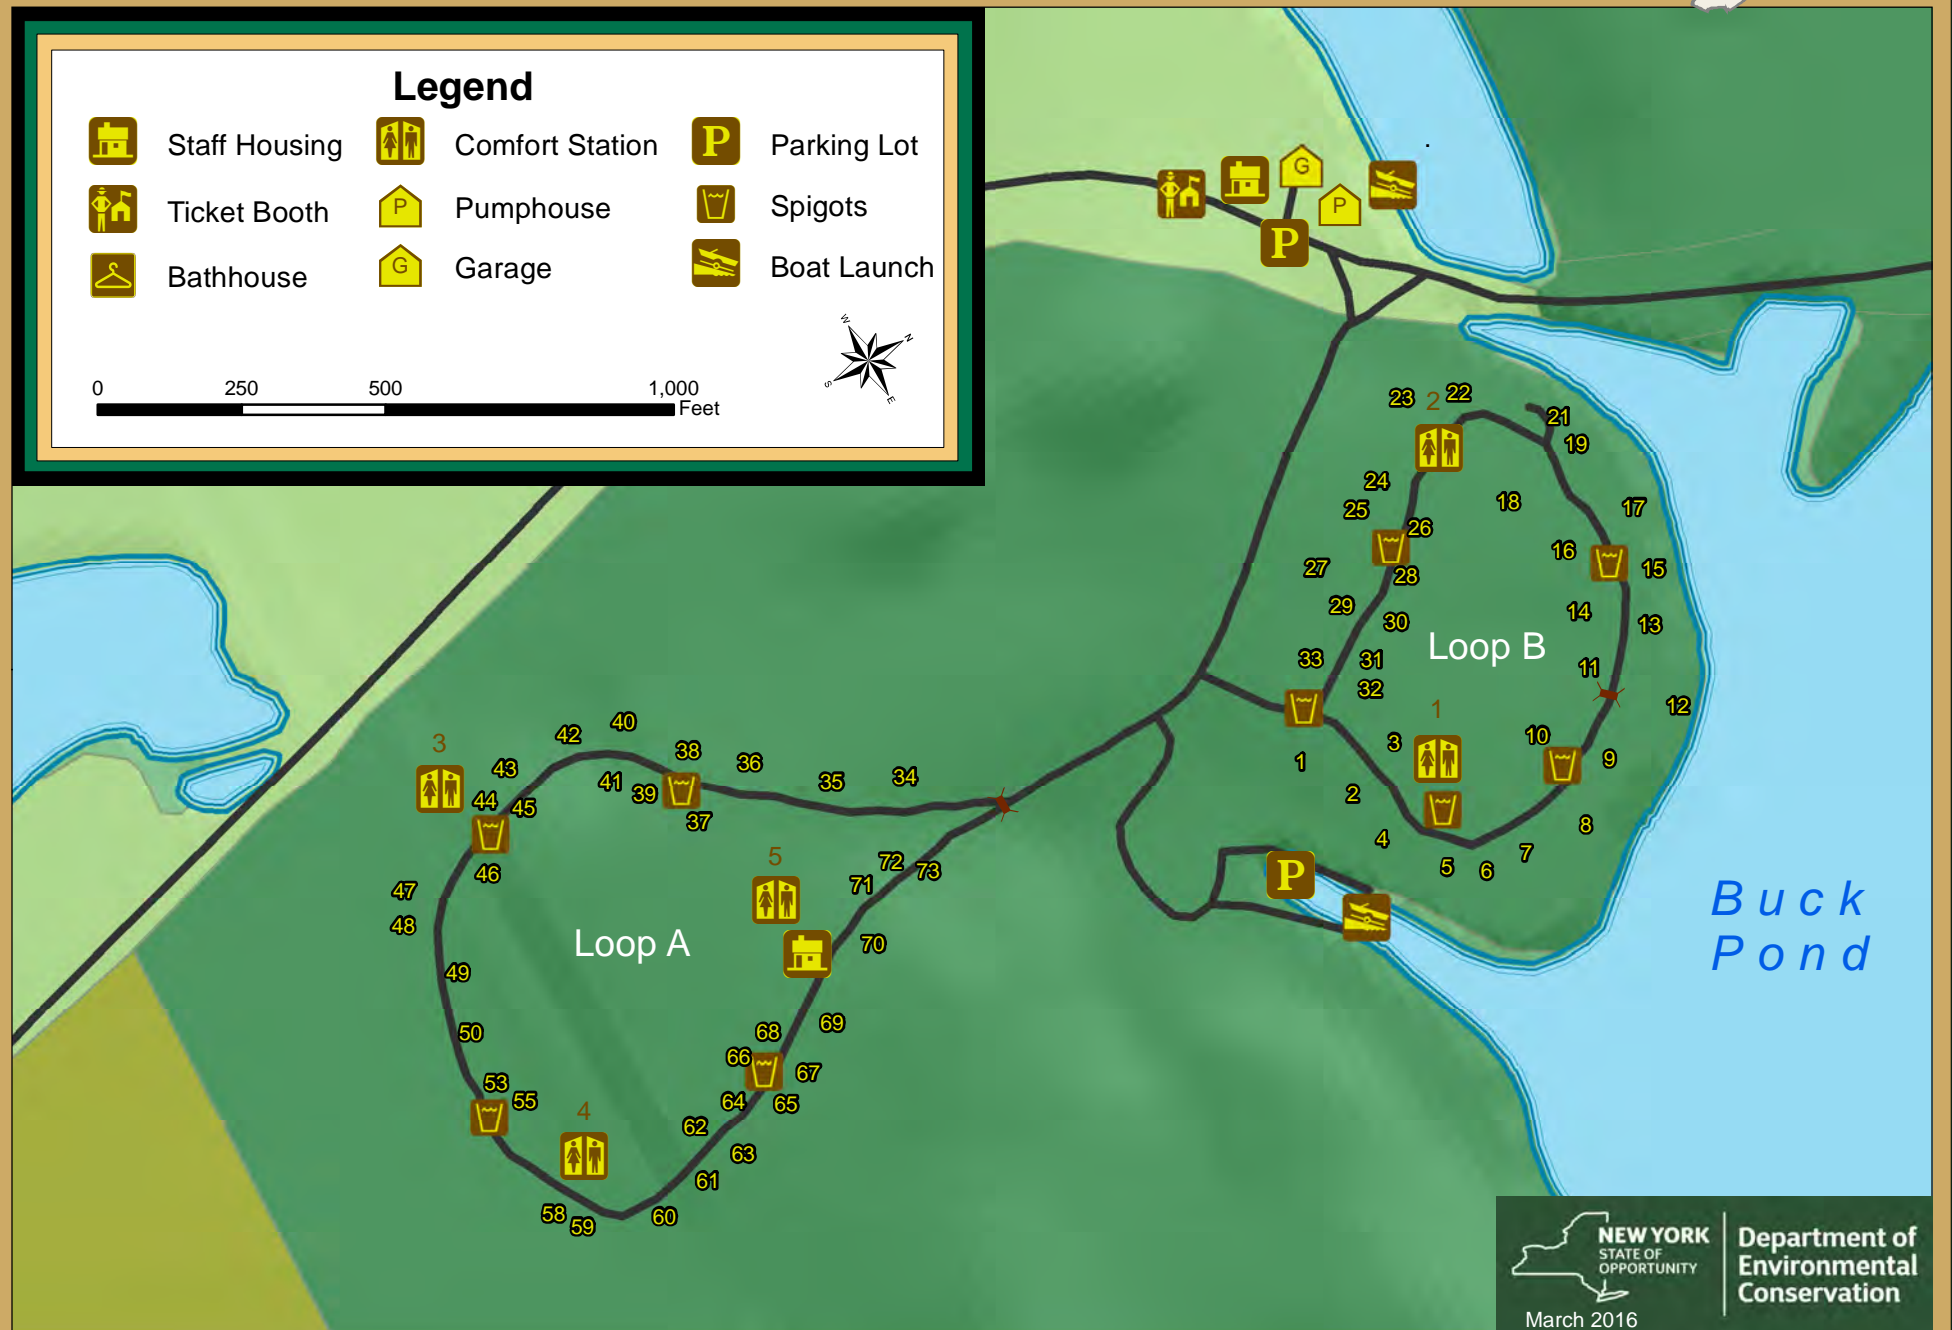 Legend
Staff Housing
Comfort Station
P
Parking Lot
Ticket Booth
P
Pumphouse
Spigots
Bathhouse
G
Garage
Boat Launch
W
N
S
E
0 250 500 1,000
Feet
G
P
P
23
2
22
21
19
24
18
17
25
26
16
15
27
28
29
14
30
13
Loop B
33
31
11
32
12
1
10
3
9
1
2
4
8
7
5
6
P
Buck
Pond
40
42
3
38
36
43
35
34
41
39
44
45
37
46
5
72
73
47
71
48
Loop A
70
49
50
69
68
66
67
53
55
64
65
4
62
63
61
58
59
60
NEW YORK
STATE OF
OPPORTUNITY
Department of
Environmental
Conservation
March 2016